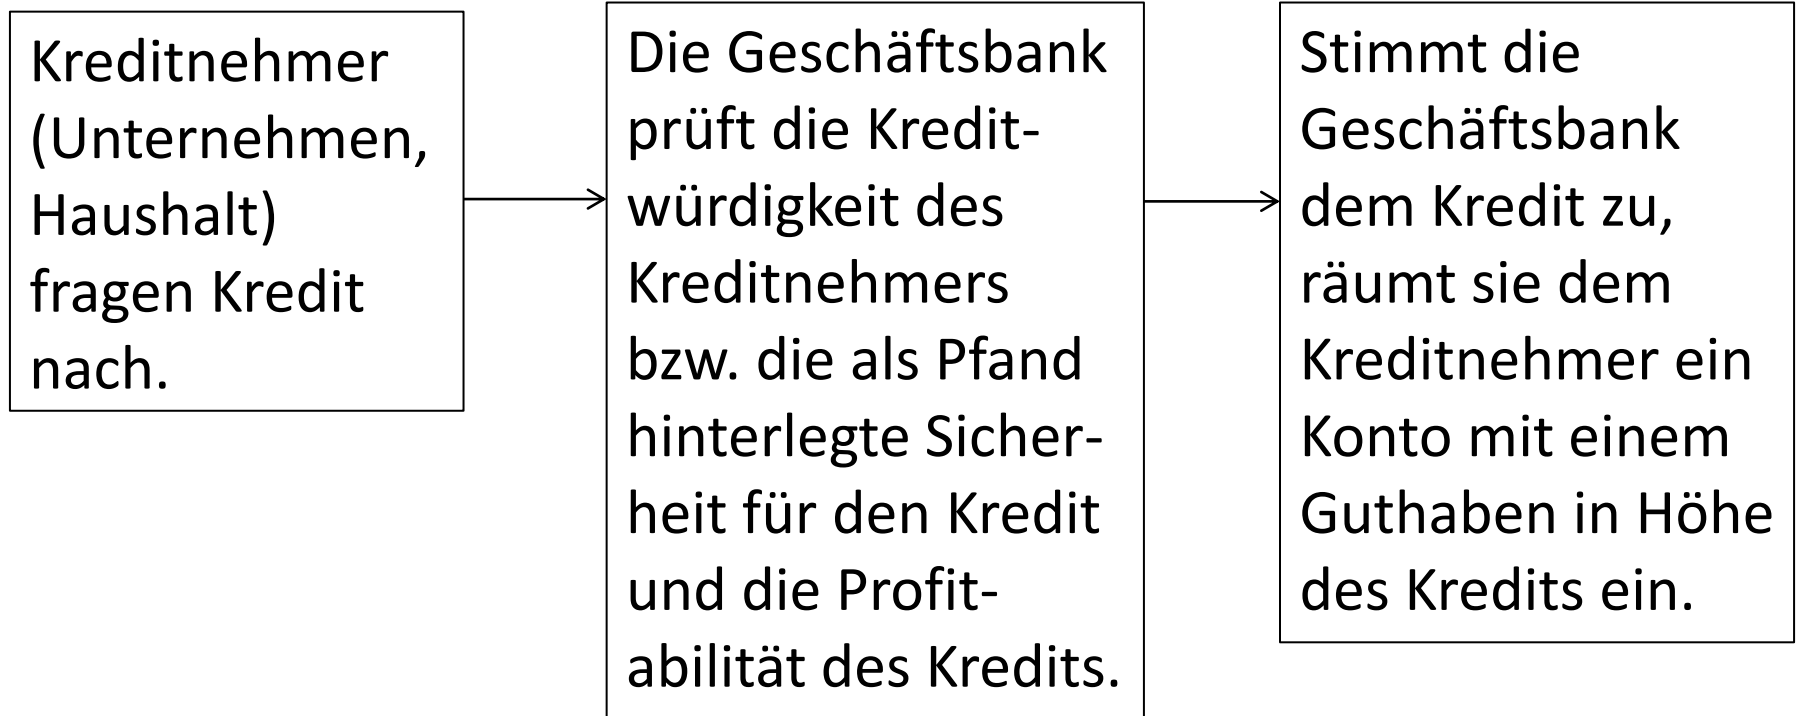 Kreditnehmer
(Unternehmen,
Haushalt)
fragen Kredit
nach.
Die Geschäftsbank
prüft die Kredit-
würdigkeit des
Kreditnehmers
bzw. die als Pfand
hinterlegte Sicher-
heit für den Kredit
und die Profit-
abilität des Kredits.
Stimmt die
Geschäftsbank
dem Kredit zu,
räumt sie dem
Kreditnehmer ein
Konto mit einem
Guthaben in Höhe
des Kredits ein.